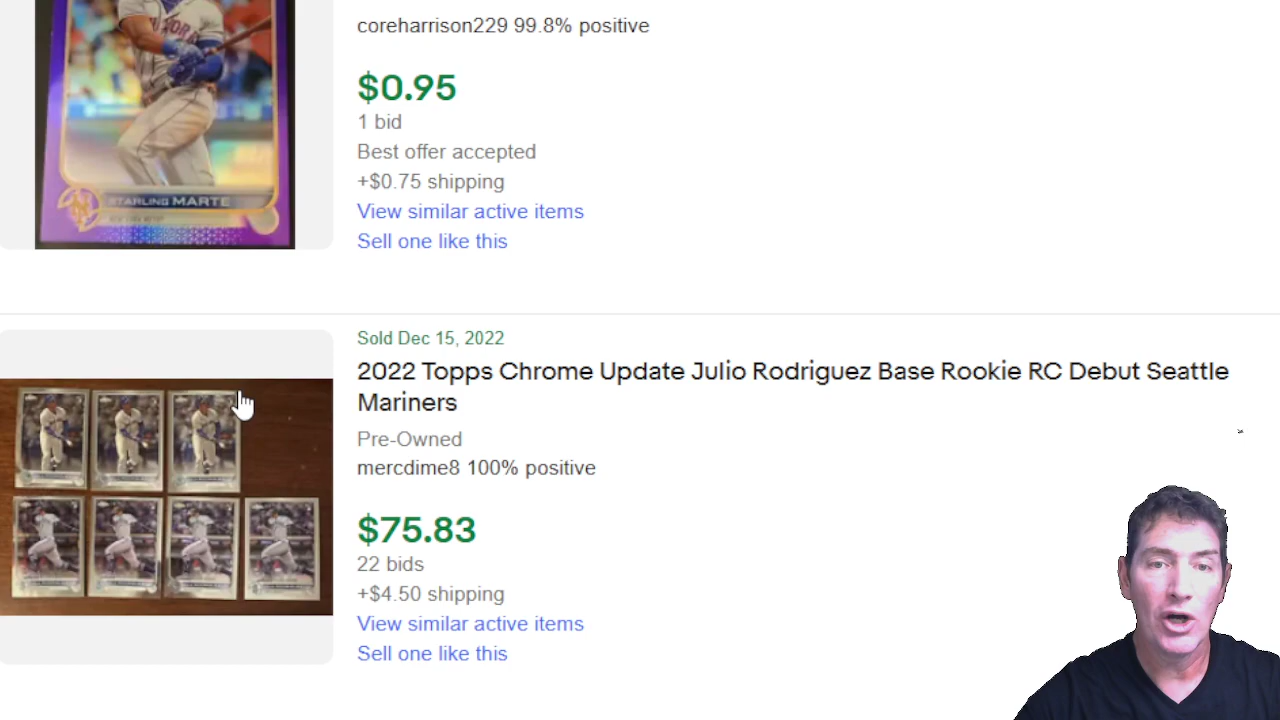 coreharrison229 99.8% positive
$0.95
1 bid
Best offer accepted
+$0.75 shipping
View similar active items
Sell one like this
STARLING MARTE
Sold Dec 15, 2022
2022 Topps Chrome Update Julio Rodriguez Base Rookie RC Debut Seattle
Mariners
Pre-Owned
mercdime8 100% positive
$75.83
22 bids
+$4.50 shipping
View similar active items
Sell one like this